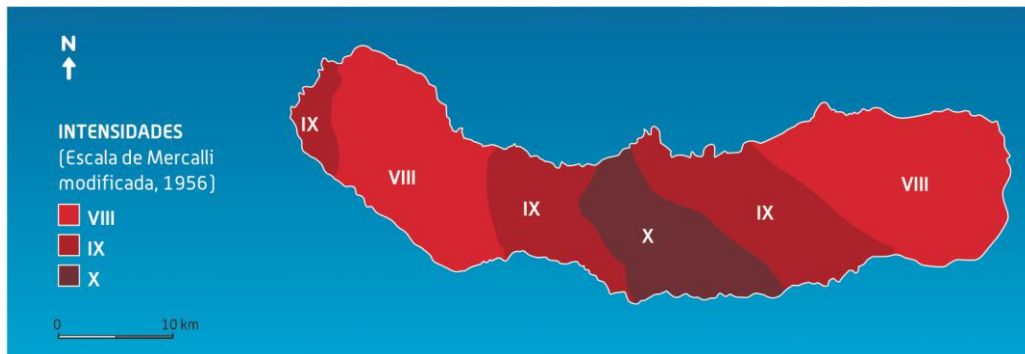 N
INTENSIDADES
(Escala de Mercalli
modificada, 1956)
VIII
IX
X
0 10 km
IX
VIII
IX
X
IX
VIII